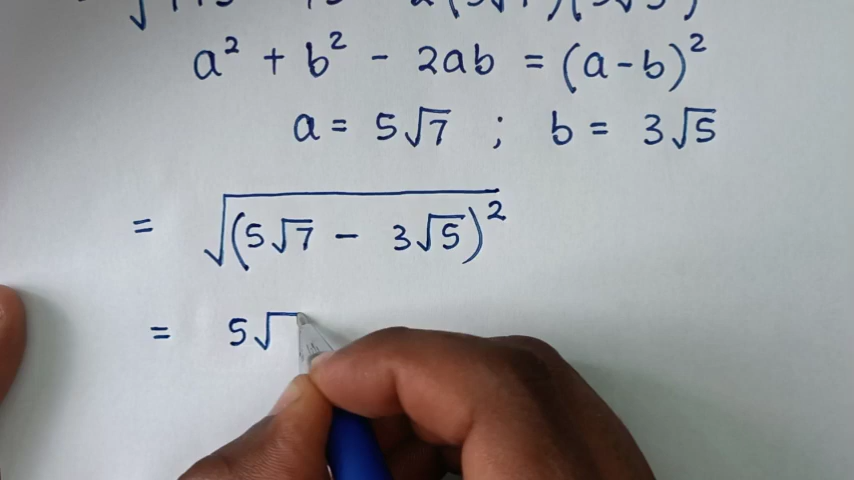 a² + b² - 2ab = (a-b)²
a = 5√7 ; b = 3√5
= √(5√7 - 3√5)²
= 5√